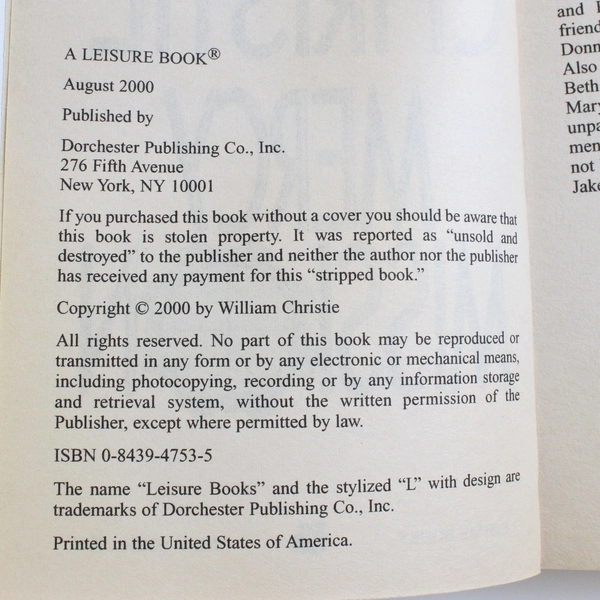 A LEISURE BOOK®
August 2000
Published by
Dorchester Publishing Co., Inc.
276 Fifth Avenue
New York, NY 10001
If you purchased this book without a cover you should be aware that
this book is stolen property. It was reported as “unsold and
destroyed” to the publisher and neither the author nor the publisher
has received any payment for this “stripped book.”
Copyright © 2000 by William Christie
All rights reserved. No part of this book may be reproduced or
transmitted in any form or by any electronic or mechanical means,
including photocopying, recording or by any information storage
and retrieval system, without the written permission of the
Publisher, except where permitted by law.
ISBN 0-8439-4753-5
The name “Leisure Books” and the stylized “L” with design are
trademarks of Dorchester Publishing Co., Inc.
Printed in the United States of America.
and
friend
Donn
Also
Beth
Mary
unpa
men
not
Jake